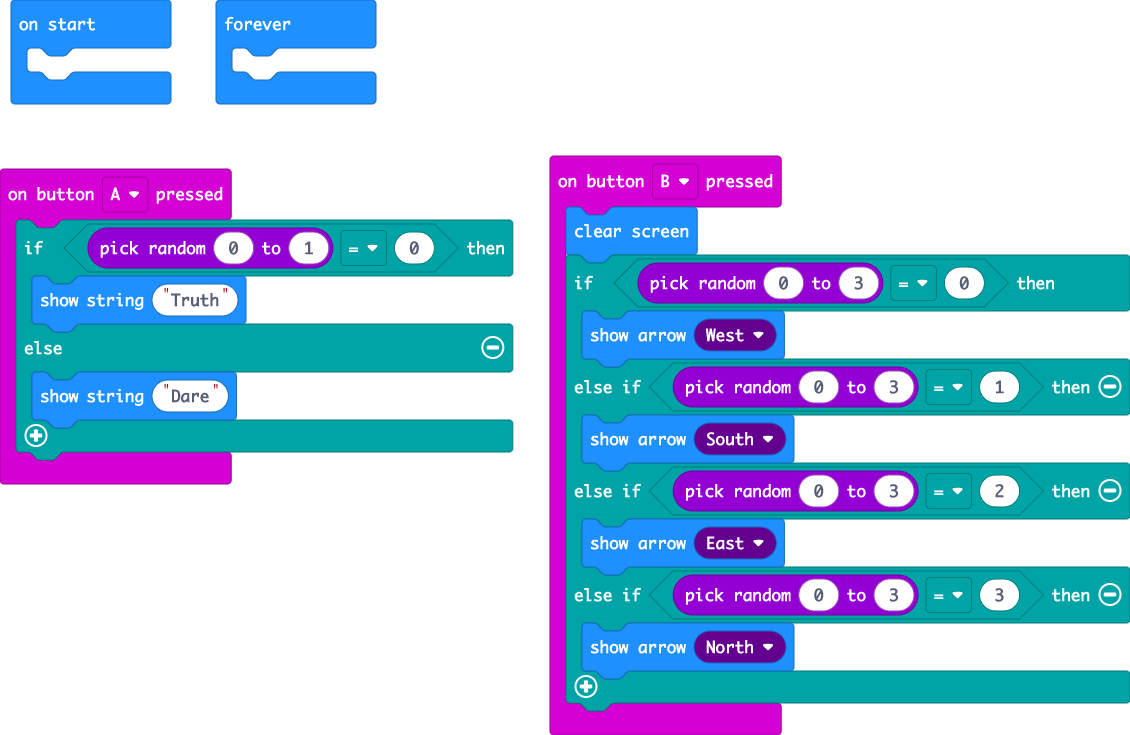 on start
forever
on button A pressed
if pick random 0 to 1 = 0 then
show string "Truth"
else
show string "Dare"
on button B pressed
clear screen
if pick random 0 to 3 = 0 then
show arrow West
else if pick random 0 to 3 = 1 then
show arrow South
else if pick random 0 to 3 = 2 then
show arrow East
else if pick random 0 to 3 = 3 then
show arrow North